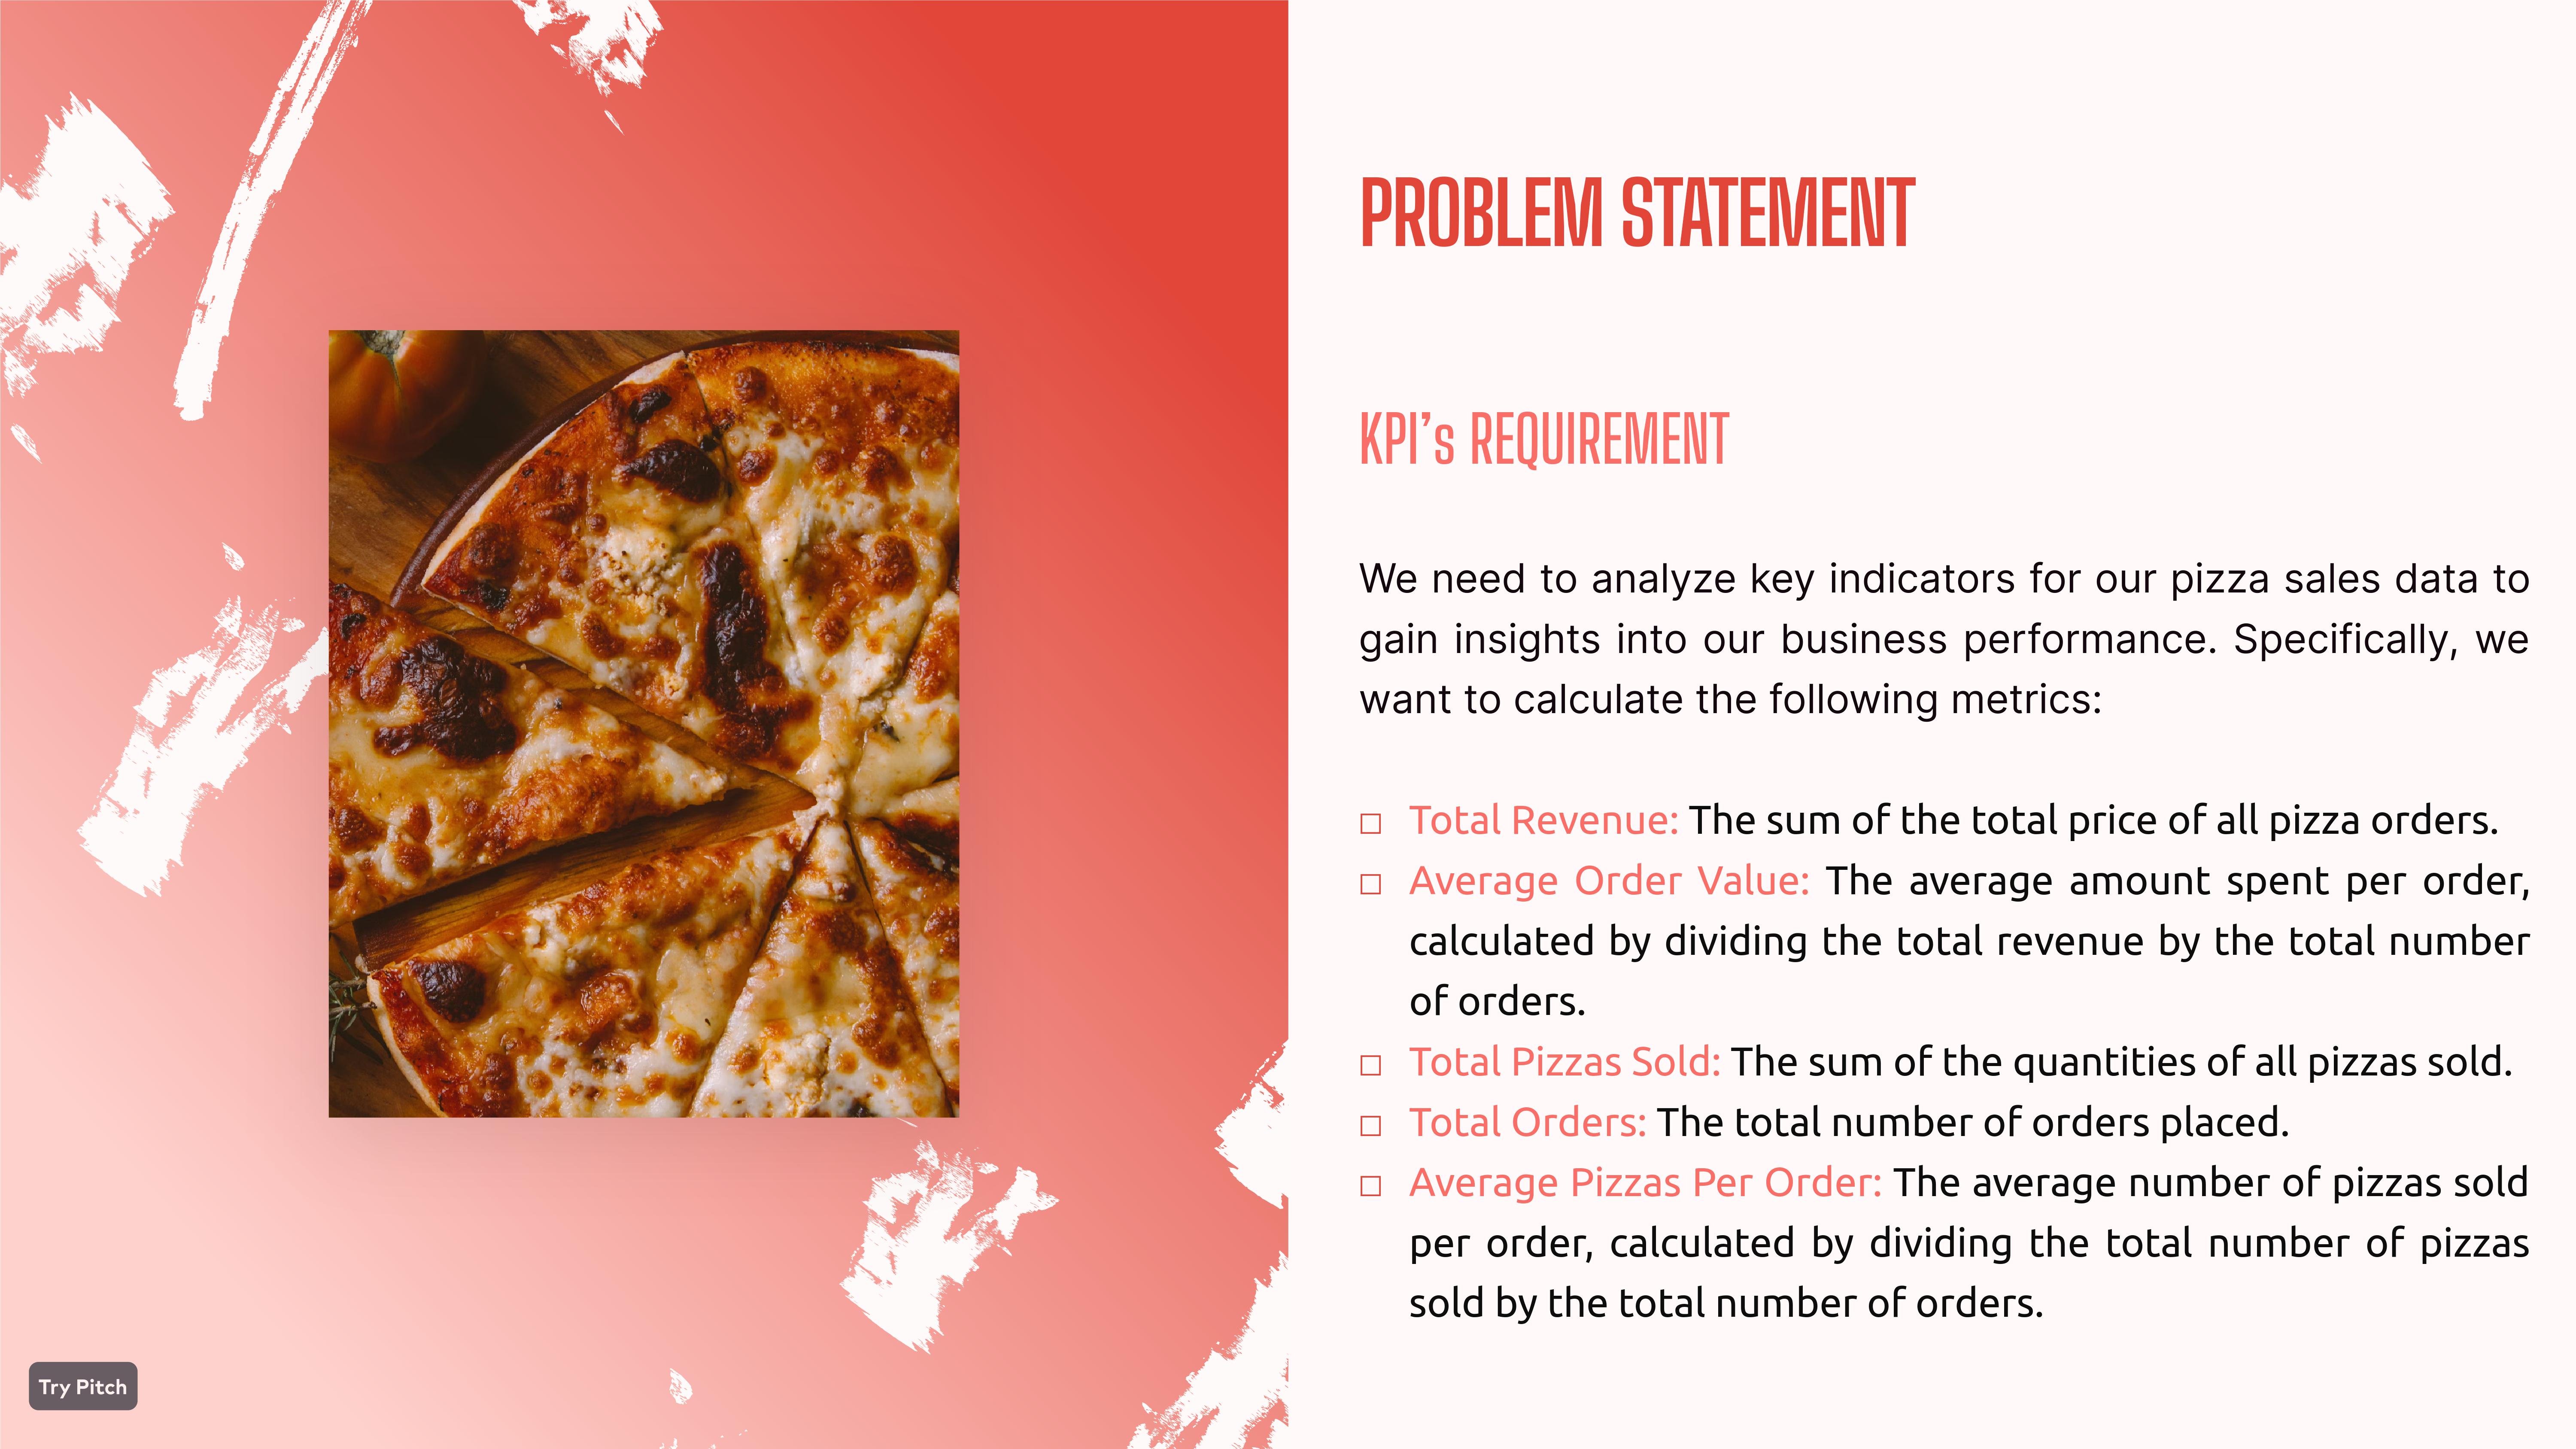 PROBLEM STATEMENT
KPI’s REQUIREMENT
We need to analyze key indicators for our pizza sales data to
gain insights into our business performance. Specifically, we
want to calculate the following metrics:
□ Total Revenue: The sum of the total price of all pizza orders.
□ Average Order Value: The average amount spent per order,
calculated by dividing the total revenue by the total number
of orders.
□ Total Pizzas Sold: The sum of the quantities of all pizzas sold.
□ Total Orders: The total number of orders placed.
□ Average Pizzas Per Order: The average number of pizzas sold
per order, calculated by dividing the total number of pizzas
sold by the total number of orders.
Try Pitch